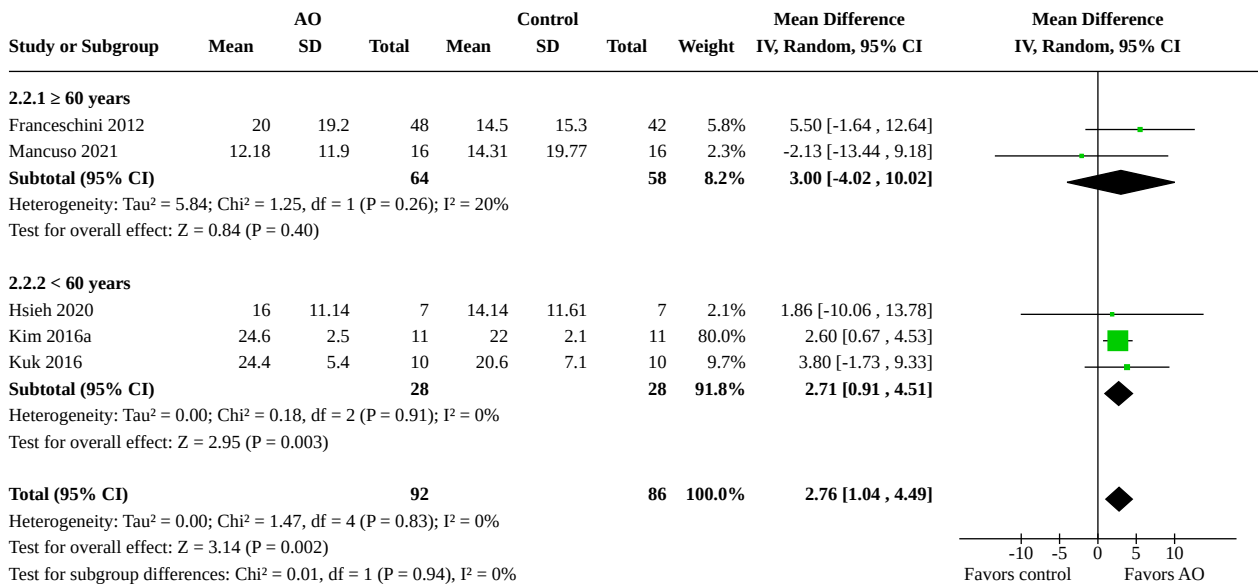 AO Control Mean Difference Mean Difference
Study or Subgroup Mean SD Total Mean SD Total Weight IV, Random, 95% CI IV, Random, 95% CI
2.2.1 ≥ 60 years
Franceschini 2012 20 19.2 48 14.5 15.3 42 5.8% 5.50 [-1.64 , 12.64]
Mancuso 2021 12.18 11.9 16 14.31 19.77 16 2.3% -2.13 [-13.44 , 9.18]
Subtotal (95% CI) 64 58 8.2% 3.00 [-4.02 , 10.02]
Heterogeneity: Tau² = 5.84; Chi² = 1.25, df = 1 (P = 0.26); I² = 20%
Test for overall effect: Z = 0.84 (P = 0.40)
2.2.2 < 60 years
Hsieh 2020 16 11.14 7 14.14 11.61 7 2.1% 1.86 [-10.06 , 13.78]
Kim 2016a 24.6 2.5 11 22 2.1 11 80.0% 2.60 [0.67 , 4.53]
Kuk 2016 24.4 5.4 10 20.6 7.1 10 9.7% 3.80 [-1.73 , 9.33]
Subtotal (95% CI) 28 28 91.8% 2.71 [0.91 , 4.51]
Heterogeneity: Tau² = 0.00; Chi² = 0.18, df = 2 (P = 0.91); I² = 0%
Test for overall effect: Z = 2.95 (P = 0.003)
Total (95% CI) 92 86 100.0% 2.76 [1.04 , 4.49]
Heterogeneity: Tau² = 0.00; Chi² = 1.47, df = 4 (P = 0.83); I² = 0%
Test for overall effect: Z = 3.14 (P = 0.002)
Test for subgroup differences: Chi² = 0.01, df = 1 (P = 0.94), I² = 0%
-10 -5 0 5 10
Favors control Favors AO